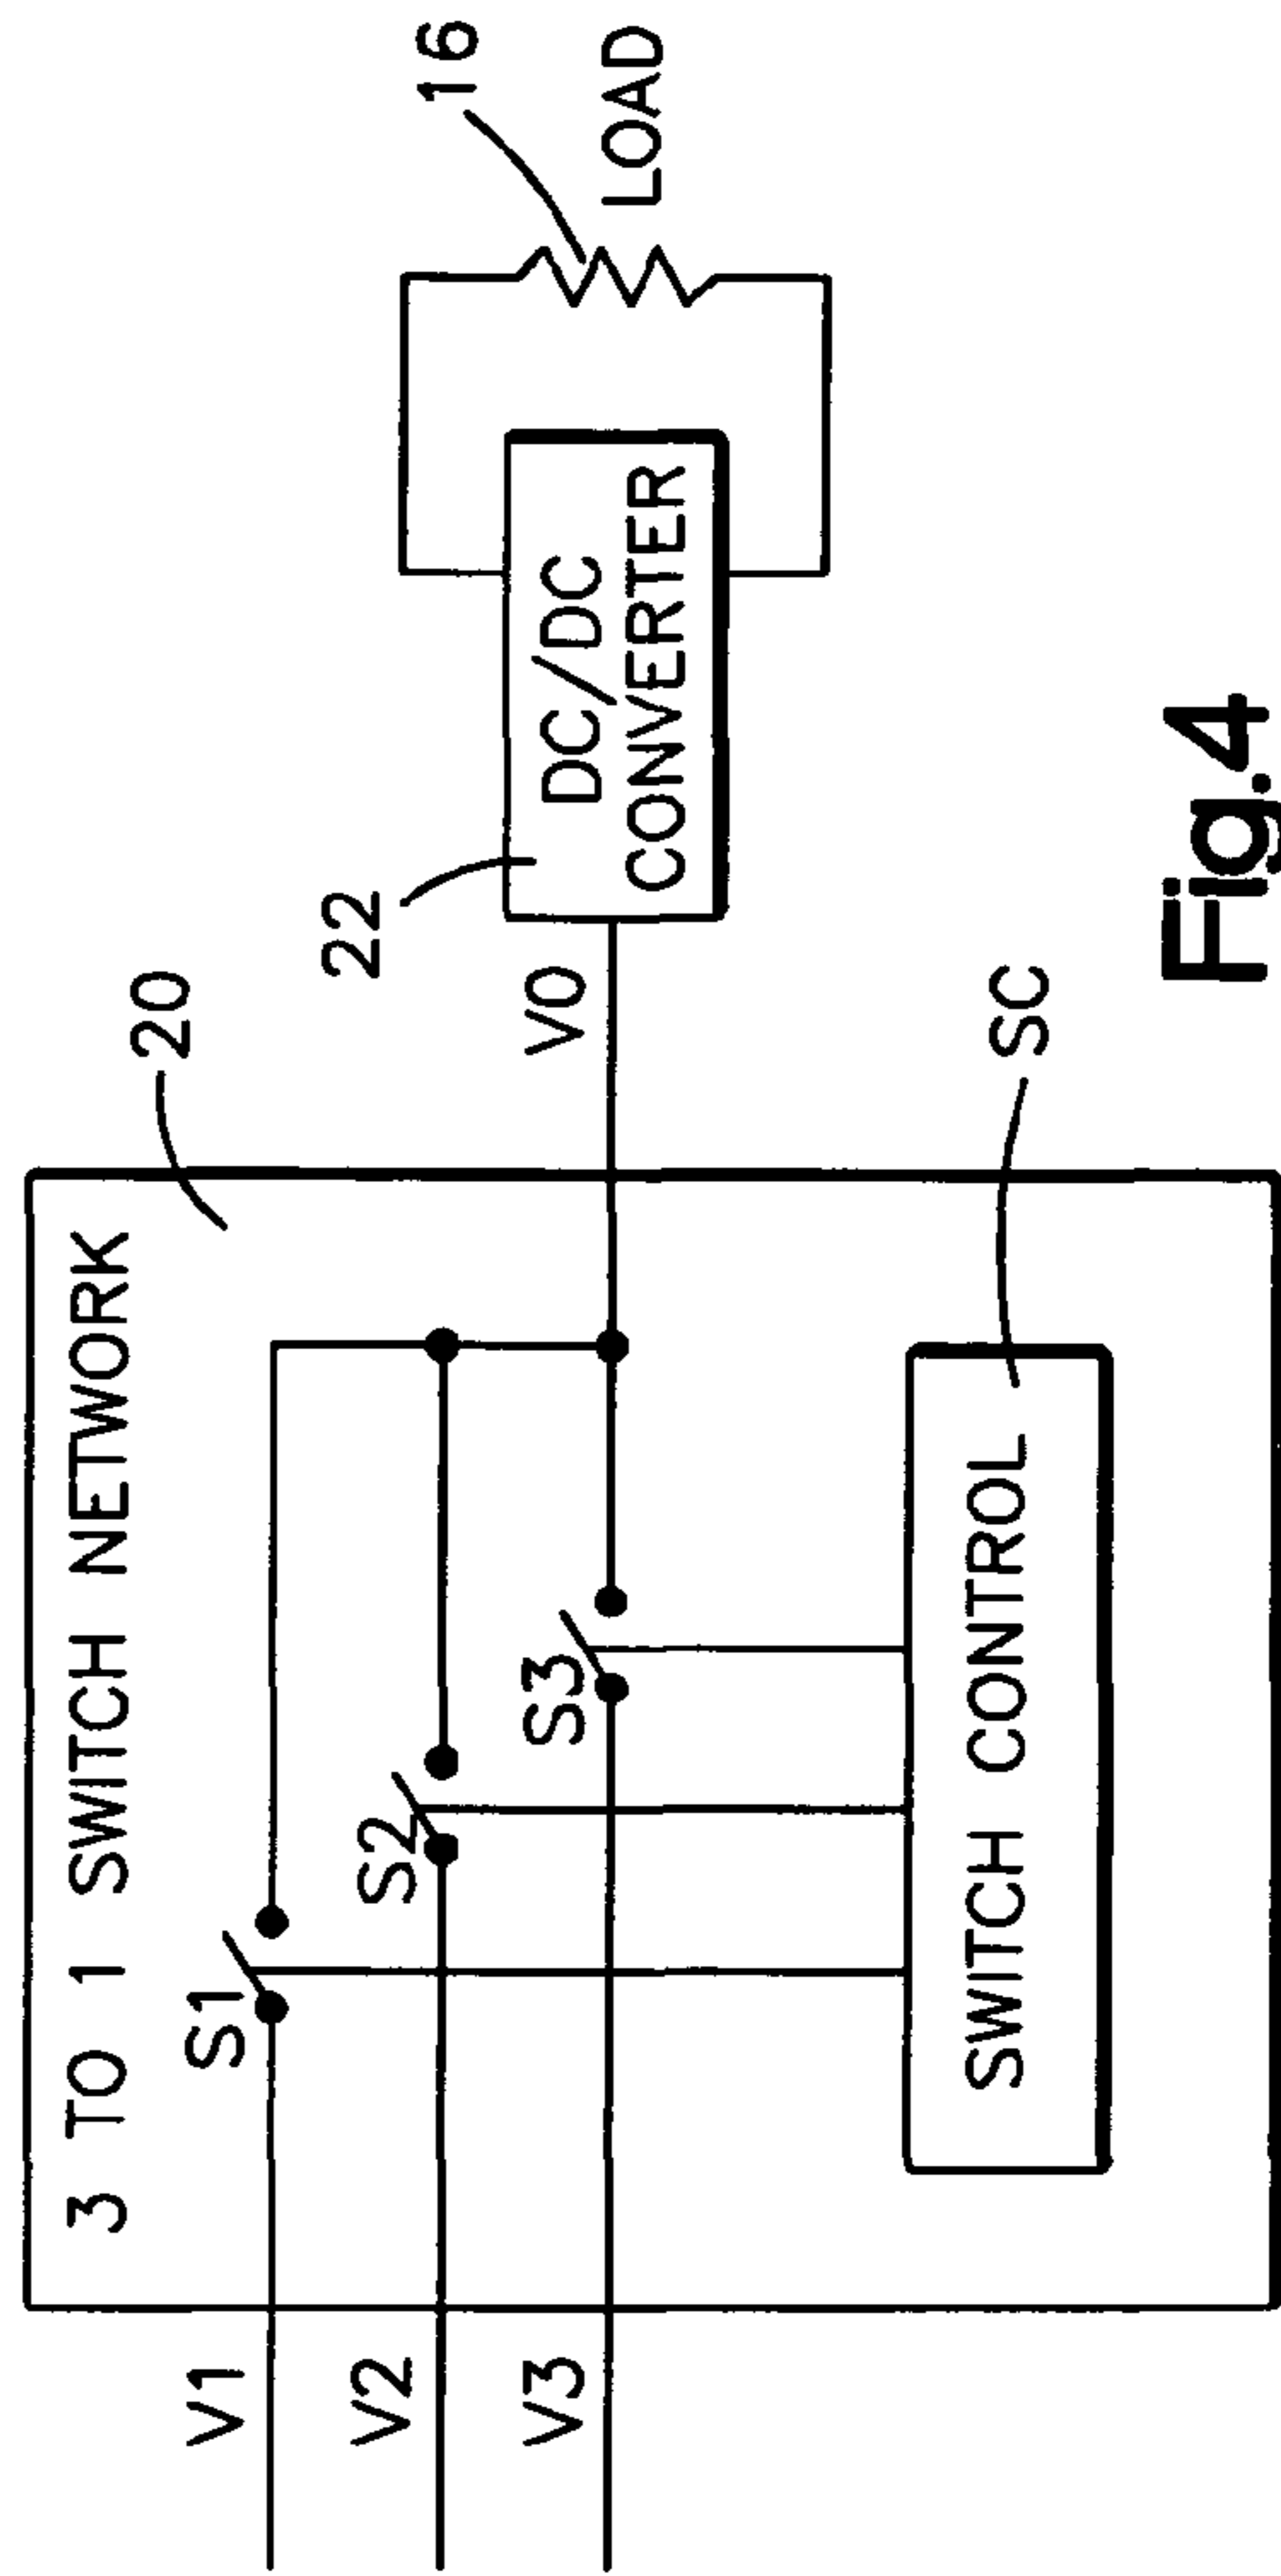 3 TO 1 SWITCH NETWORK
20
V1
S1
V2
S2
V3
S3
V0
22
DC/DC
CONVERTER
16
LOAD
SWITCH CONTROL
SC
Fig.4